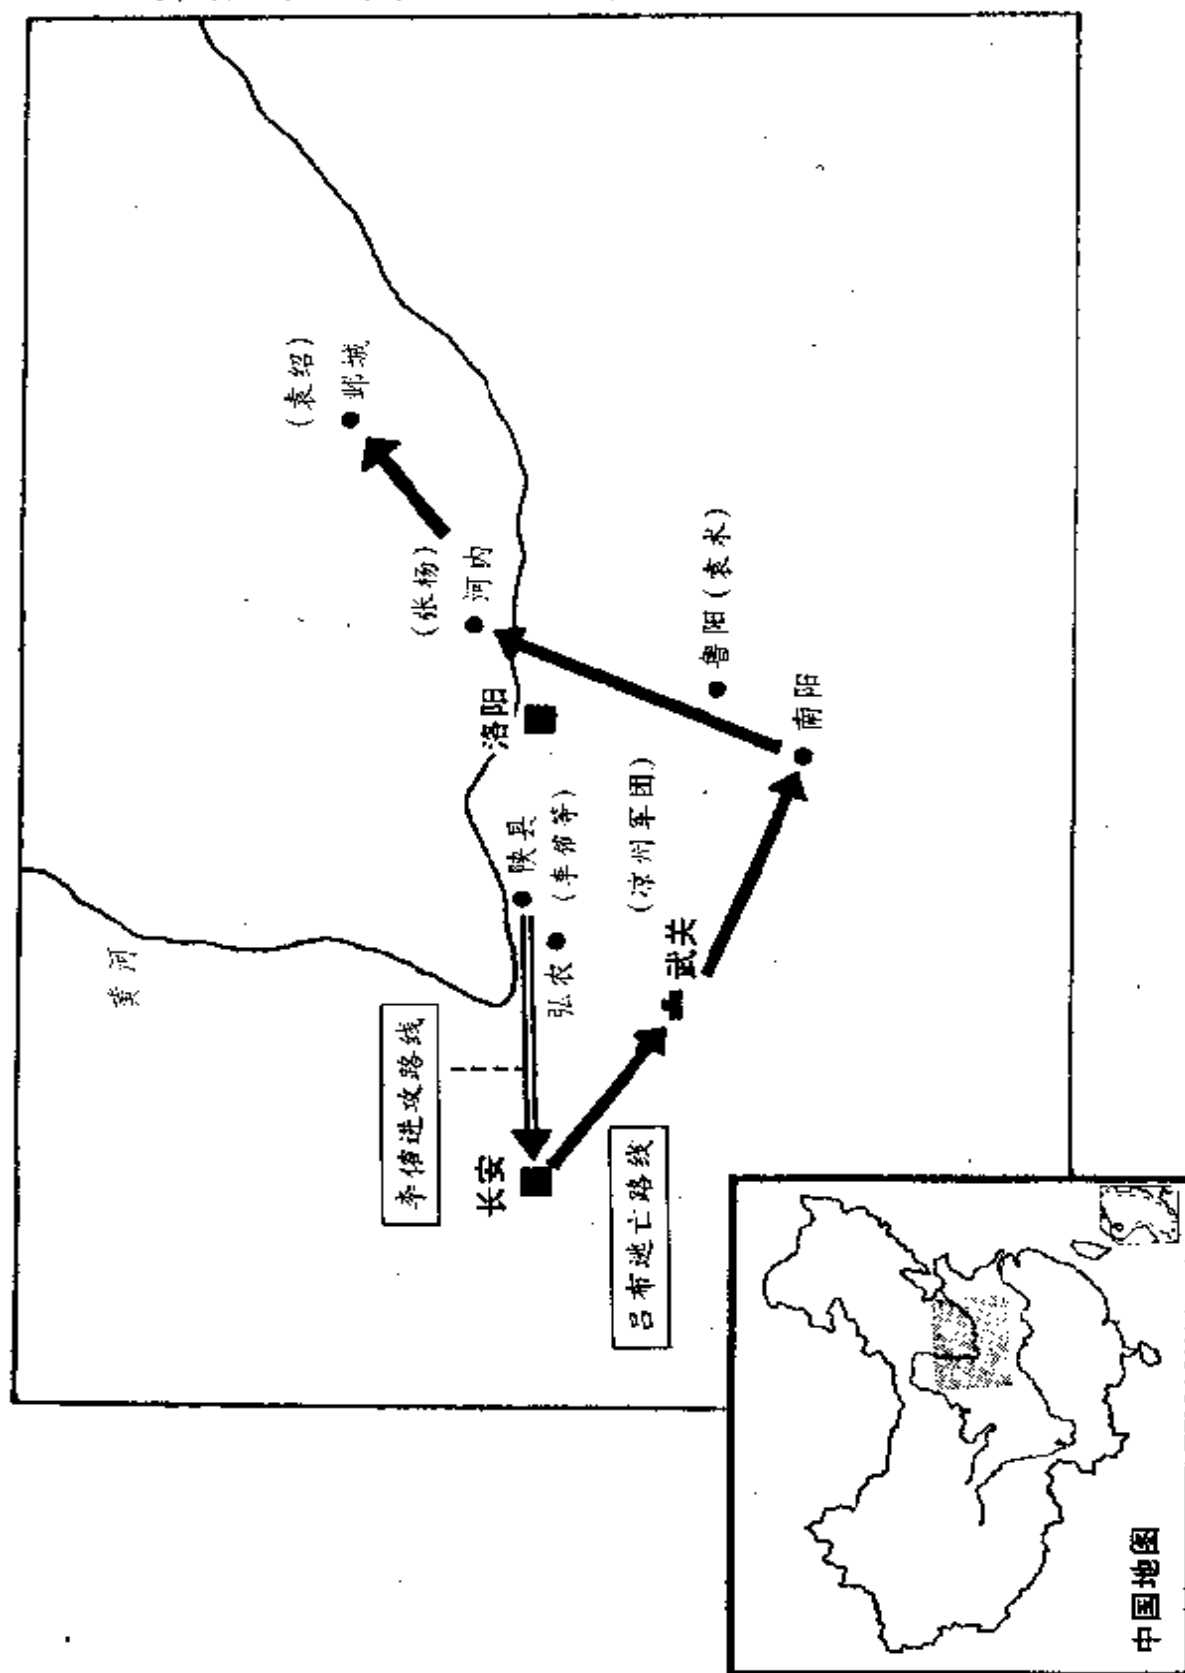 黄河
(袁绍)
邺城
(张杨)
河内
洛阳
陕县
(李傕等)
弘农
李傕进攻路线
长安
(凉州军团)
武关
鲁阳(袁术)
南阳
吕布逃亡路线
中国地图